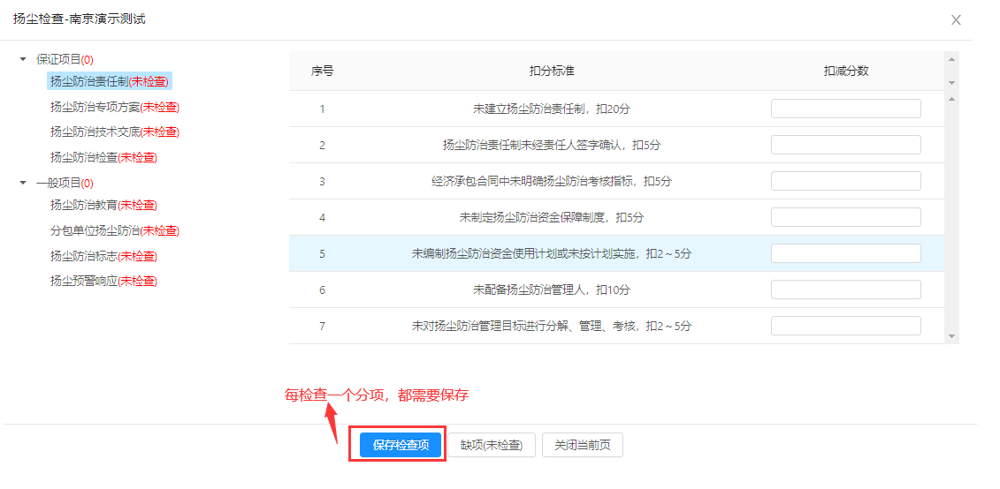 扬尘检查-南京演示测试
保证项目(0)
扬尘防治责任制(未检查)
扬尘防治专项方案(未检查)
扬尘防治技术交底(未检查)
扬尘防治检查(未检查)
一般项目(0)
扬尘防治教育(未检查)
分包单位扬尘防治(未检查)
扬尘防治标志(未检查)
扬尘预警响应(未检查)
序号 扣分标准 扣减分数
1 未建立扬尘防治责任制，扣20分
2 扬尘防治责任制未经责任人签字确认，扣5分
3 经济承包合同中未明确扬尘防治考核指标，扣5分
4 未制定扬尘防治资金保障制度，扣5分
5 未编制扬尘防治资金使用计划或未按计划实施，扣2～5分
6 未配备扬尘防治管理人，扣10分
7 未对扬尘防治管理目标进行分解、管理、考核，扣2～5分
每检查一个分项，都需要保存
保存检查项 缺项(未检查) 关闭当前页